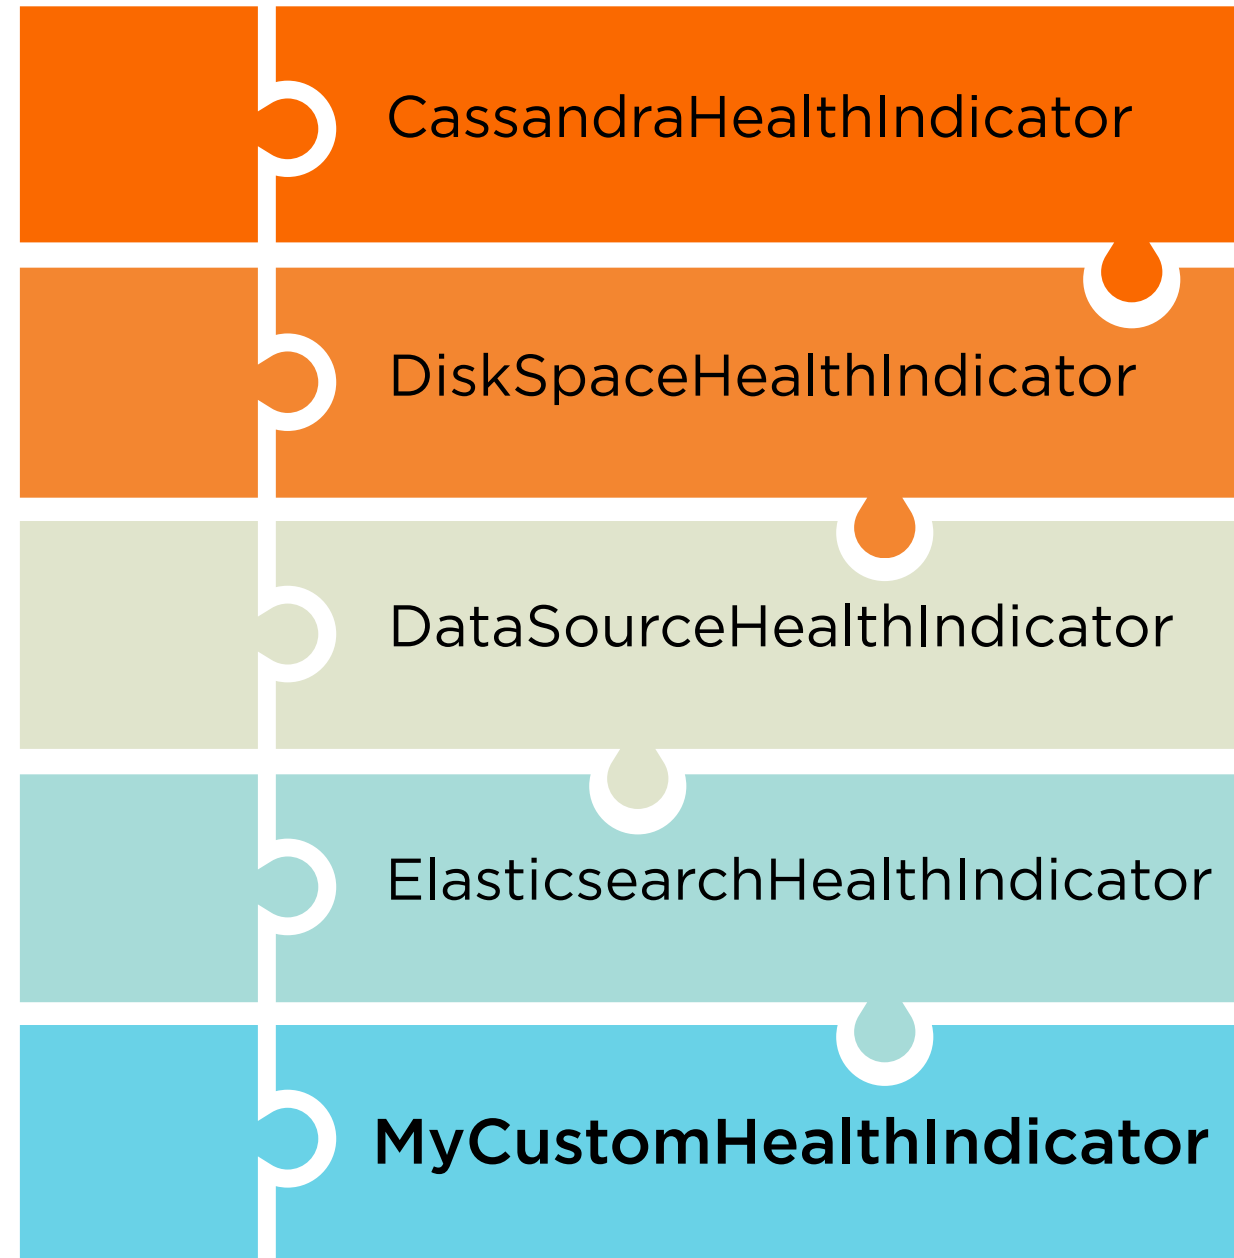 CassandraHealthIndicator
DiskSpaceHealthIndicator
DataSourceHealthIndicator
ElasticsearchHealthIndicator
MyCustomHealthIndicator